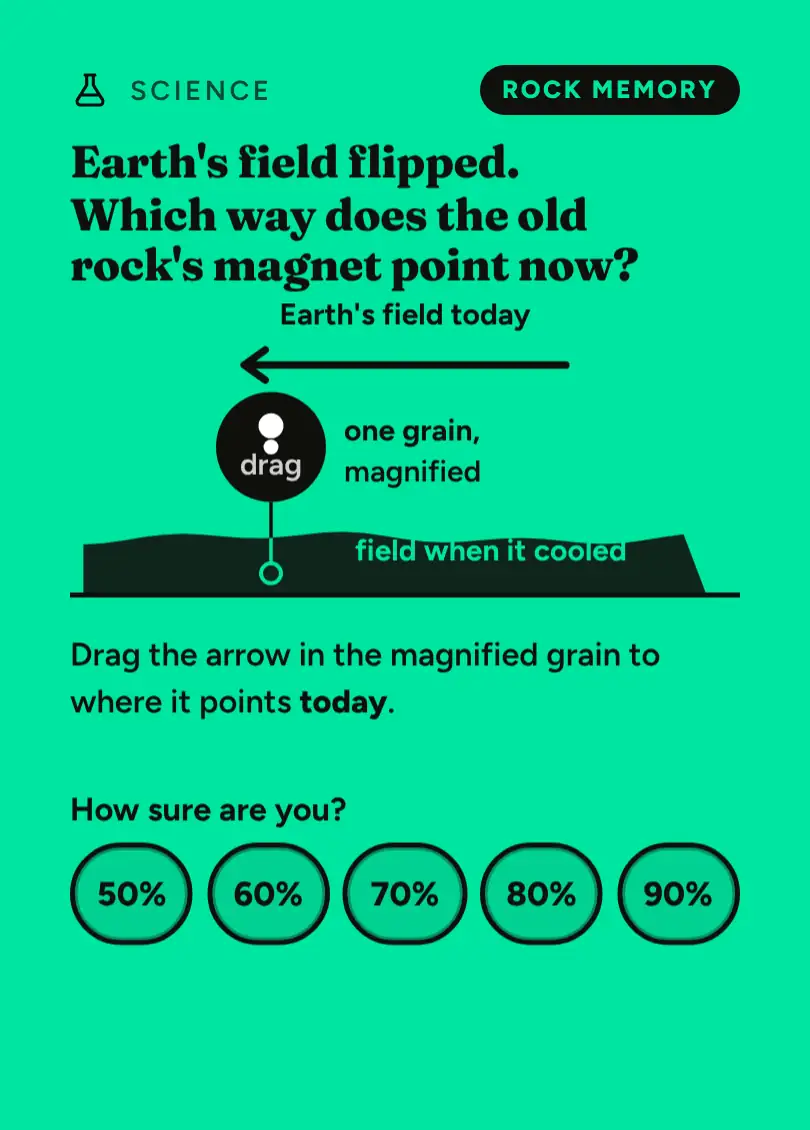 SCIENCE
ROCK MEMORY
Earth's field flipped.
Which way does the old
rock's magnet point now?
Earth's field today
drag
one grain,
magnified
field when it cooled
Drag the arrow in the magnified grain to
where it points today.
How sure are you?
50%
60%
70%
80%
90%